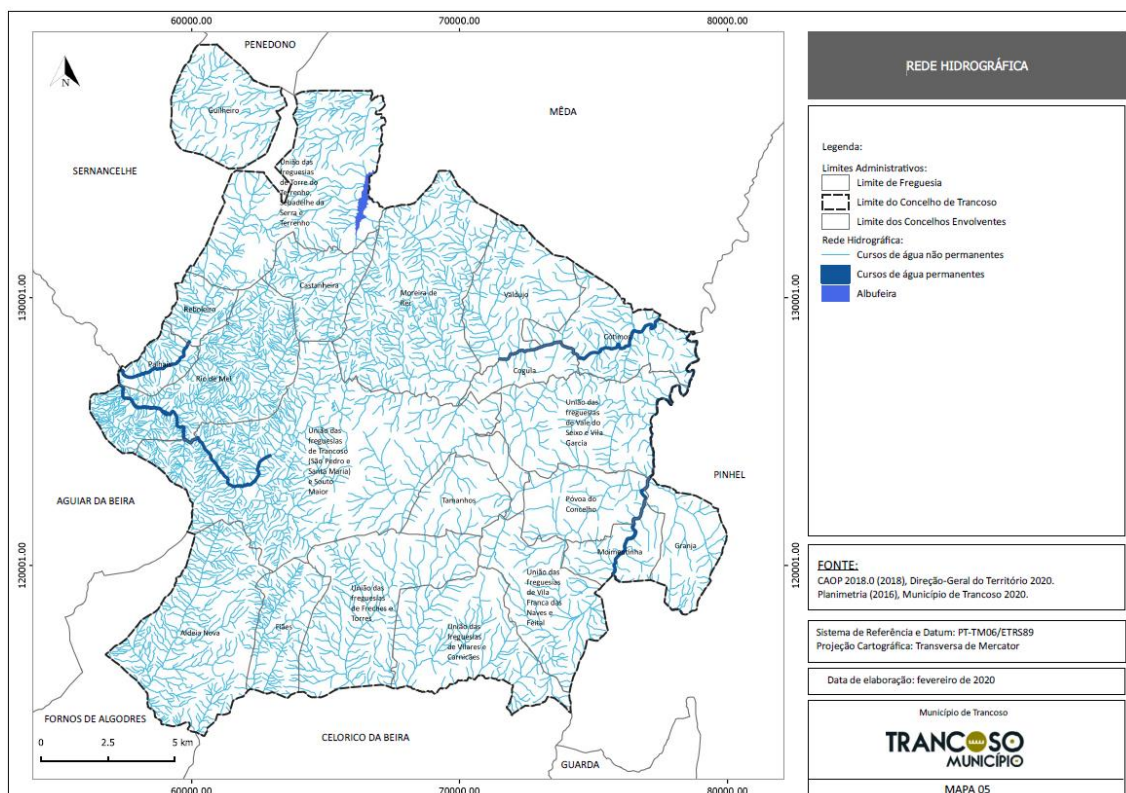 60000.00
70000.00
80000.00
PENEDONO
N
MÊDA
Guilheiro
SERNANCELHE
União das
freguesias
de Torre do
Terrenho,
Sebadelhe da
Serra e
Terrenho
130001.00
130001.00
Castanheira
Moreira de
Rei
Valdujo
Reboleiro
Cótimos
Palhais
Rio de Mel
Cogula
União das
freguesias
de Vale do
Seixo e Vila
Garcia
União das
freguesias
de Trancoso
(São Pedro e
Santa Maria)
e Souto
Maior
PINHEL
AGUIAR DA BEIRA
Tamanhos
Póvoa do
Concelho
Moimentinha
Granja
120001.00
120001.00
União das
freguesias
de Vila
Franca das
Naves e
Feital
União das
freguesias
de Freches e
Torres
Aldeia Nova
Fiães
União das
freguesias
de Vilares e
Carnicães
FORNOS DE ALGODRES
0 2.5 5 km
CELORICO DA BEIRA
GUARDA
60000.00
70000.00
80000.00
REDE HIDROGRÁFICA
Legenda:
Limites Administrativos:
Limite de Freguesia
Limite do Concelho de Trancoso
Limite dos Concelhos Envolventes
Rede Hidrográfica:
Cursos de água não permanentes
Cursos de água permanentes
Albufeira
FONTE:
CAOP 2018.0 (2018), Direção-Geral do Território 2020.
Planimetria (2016), Município de Trancoso 2020.
Sistema de Referência e Datum: PT-TM06/ETRS89
Projeção Cartográfica: Transversa de Mercator
Data de elaboração: fevereiro de 2020
Município de Trancoso
TRANCOSO
MUNICÍPIO
MAPA 05